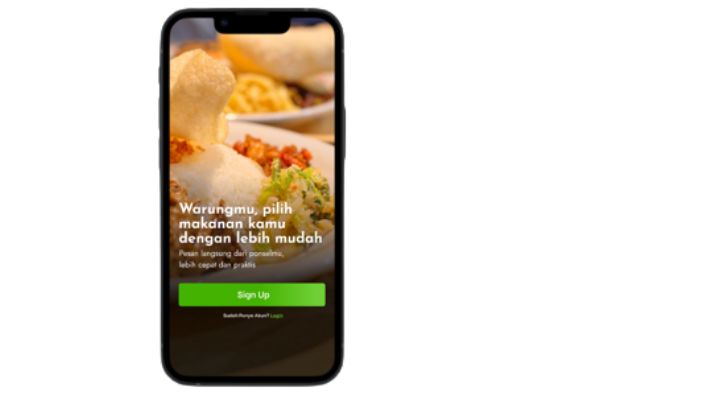 Warungmu, pilih
makanan kamu
dengan lebih mudah
Pesan langsung dari ponselmu,
lebih cepat dan praktis
Sign Up
Sudah Punya Akun? Login